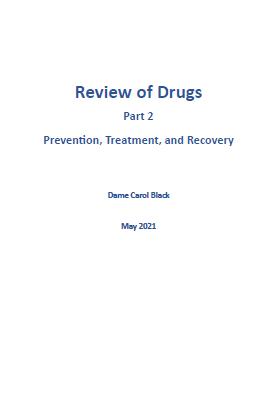 Review of Drugs
Part 2
Prevention, Treatment, and Recovery
Dame Carol Black
May 2021